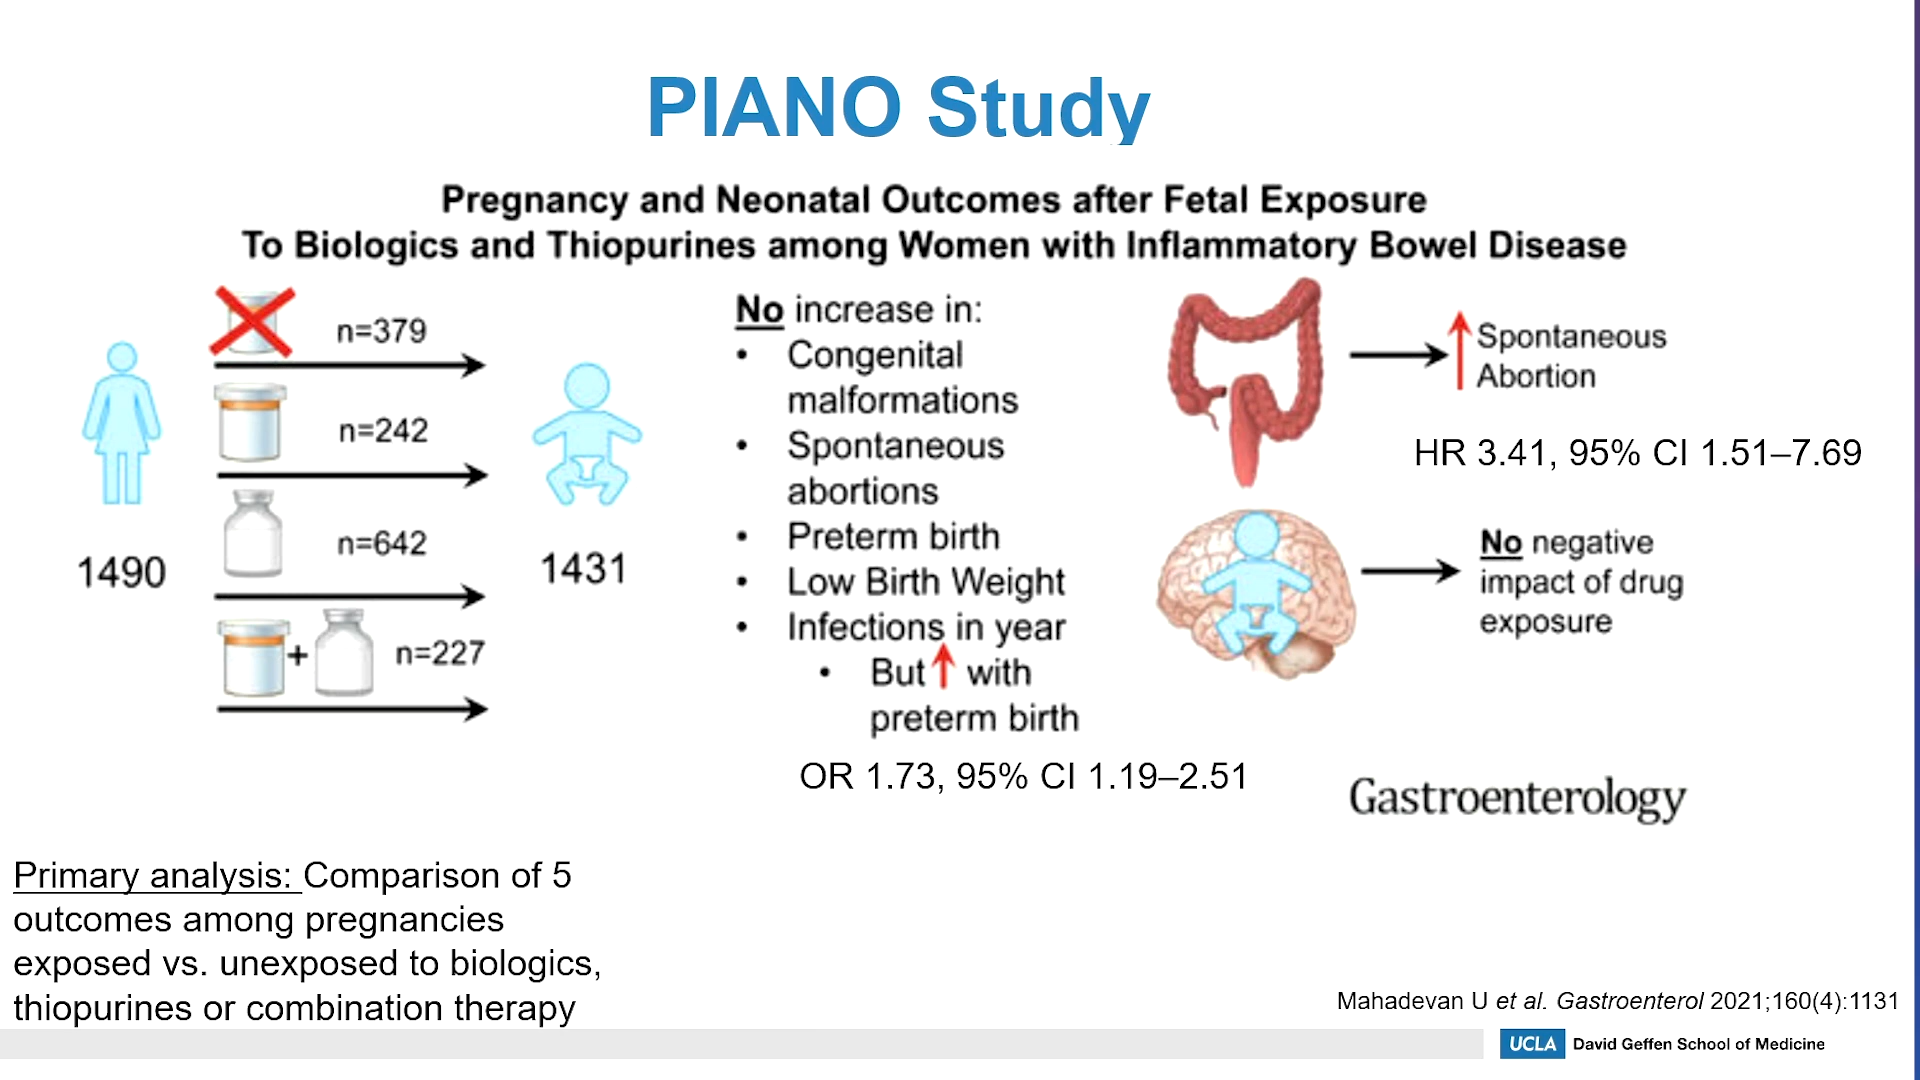 PIANO Study
Pregnancy and Neonatal Outcomes after Fetal Exposure
To Biologics and Thiopurines among Women with Inflammatory Bowel Disease
n=379
n=242
n=642
+
n=227
1490
1431
No increase in:
• Congenital
malformations
• Spontaneous
abortions
• Preterm birth
• Low Birth Weight
• Infections in year
• But ↑ with
preterm birth
OR 1.73, 95% CI 1.19–2.51
Spontaneous
Abortion
HR 3.41, 95% CI 1.51–7.69
No negative
impact of drug
exposure
Gastroenterology
Primary analysis: Comparison of 5
outcomes among pregnancies
exposed vs. unexposed to biologics,
thiopurines or combination therapy
Mahadevan U et al. Gastroenterol 2021;160(4):1131
UCLA David Geffen School of Medicine